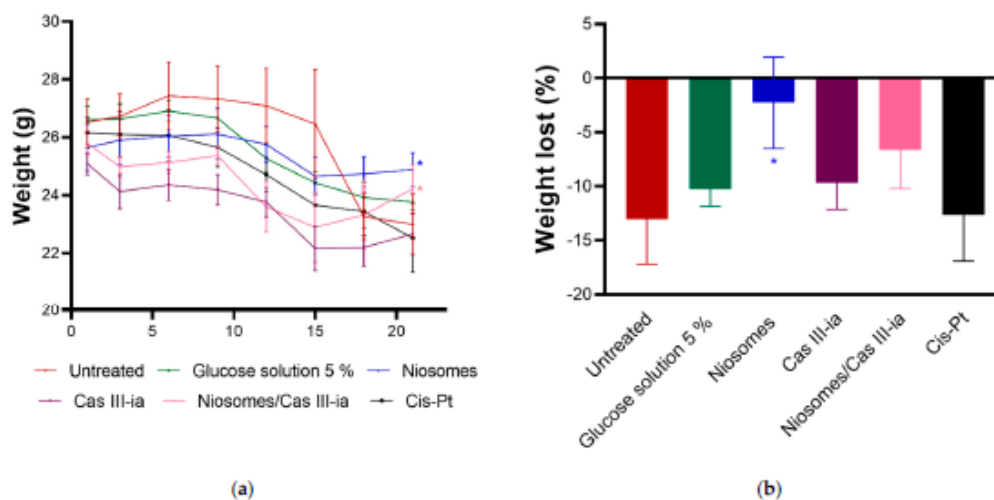 30
28
26
24
22
20
Weight (g)
0 5 10 15 20
Untreated Glucose solution 5 % Niosomes
Cas III-ia Niosomes/Cas III-ia Cis-Pt
*
*
(a)
5
0
-5
-10
-15
-20
Weight lost (%)
*
Untreated
Glucose solution 5 %
Niosomes
Cas III-ia
Niosomes/Cas III-ia
Cis-Pt
(b)